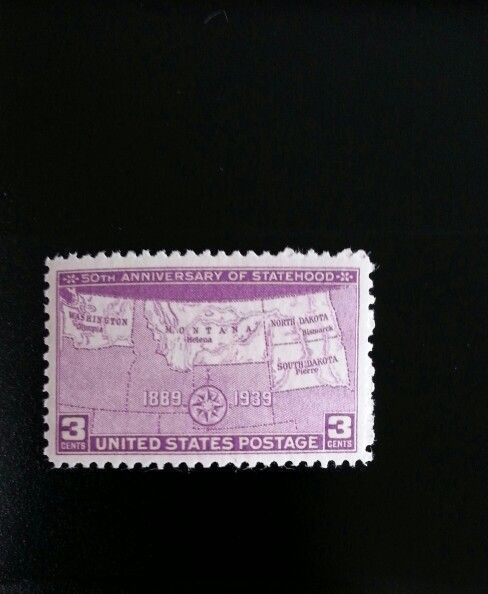 50TH ANNIVERSARY OF STATEHOOD
WASHINGTON
Olympia
MONTANA
Helena
NORTH DAKOTA
Bismarck
SOUTH DAKOTA
Pierre
1889 1939
3 CENTS
UNITED STATES POSTAGE
3 CENTS